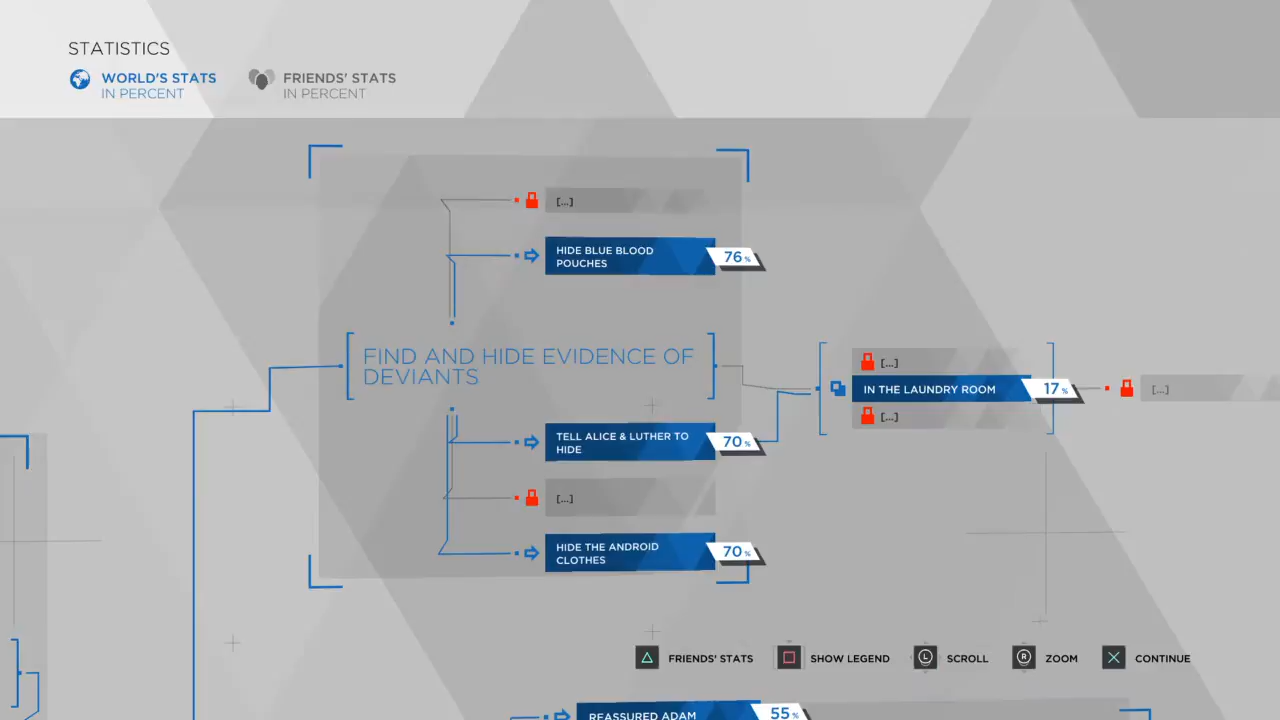 STATISTICS
WORLD'S STATS
IN PERCENT
FRIENDS' STATS
IN PERCENT
[...]
HIDE BLUE BLOOD
POUCHES
76 %
FIND AND HIDE EVIDENCE OF
DEVIANTS
[...]
IN THE LAUNDRY ROOM
17 %
[...]
[...]
TELL ALICE & LUTHER TO
HIDE
70 %
[...]
HIDE THE ANDROID
CLOTHES
70 %
FRIENDS' STATS
SHOW LEGEND
L
SCROLL
R
ZOOM
CONTINUE
REASSURED ADAM
55 %